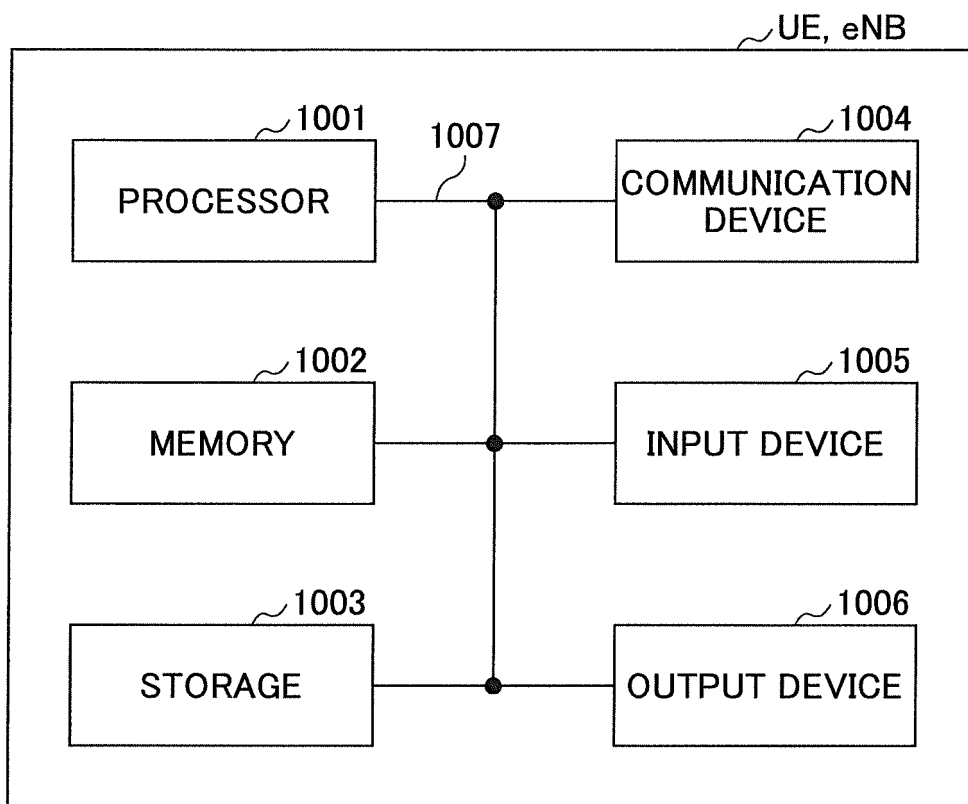 UE, eNB
1001
PROCESSOR
1007
1004
COMMUNICATION
DEVICE
1002
MEMORY
1005
INPUT DEVICE
1003
STORAGE
1006
OUTPUT DEVICE